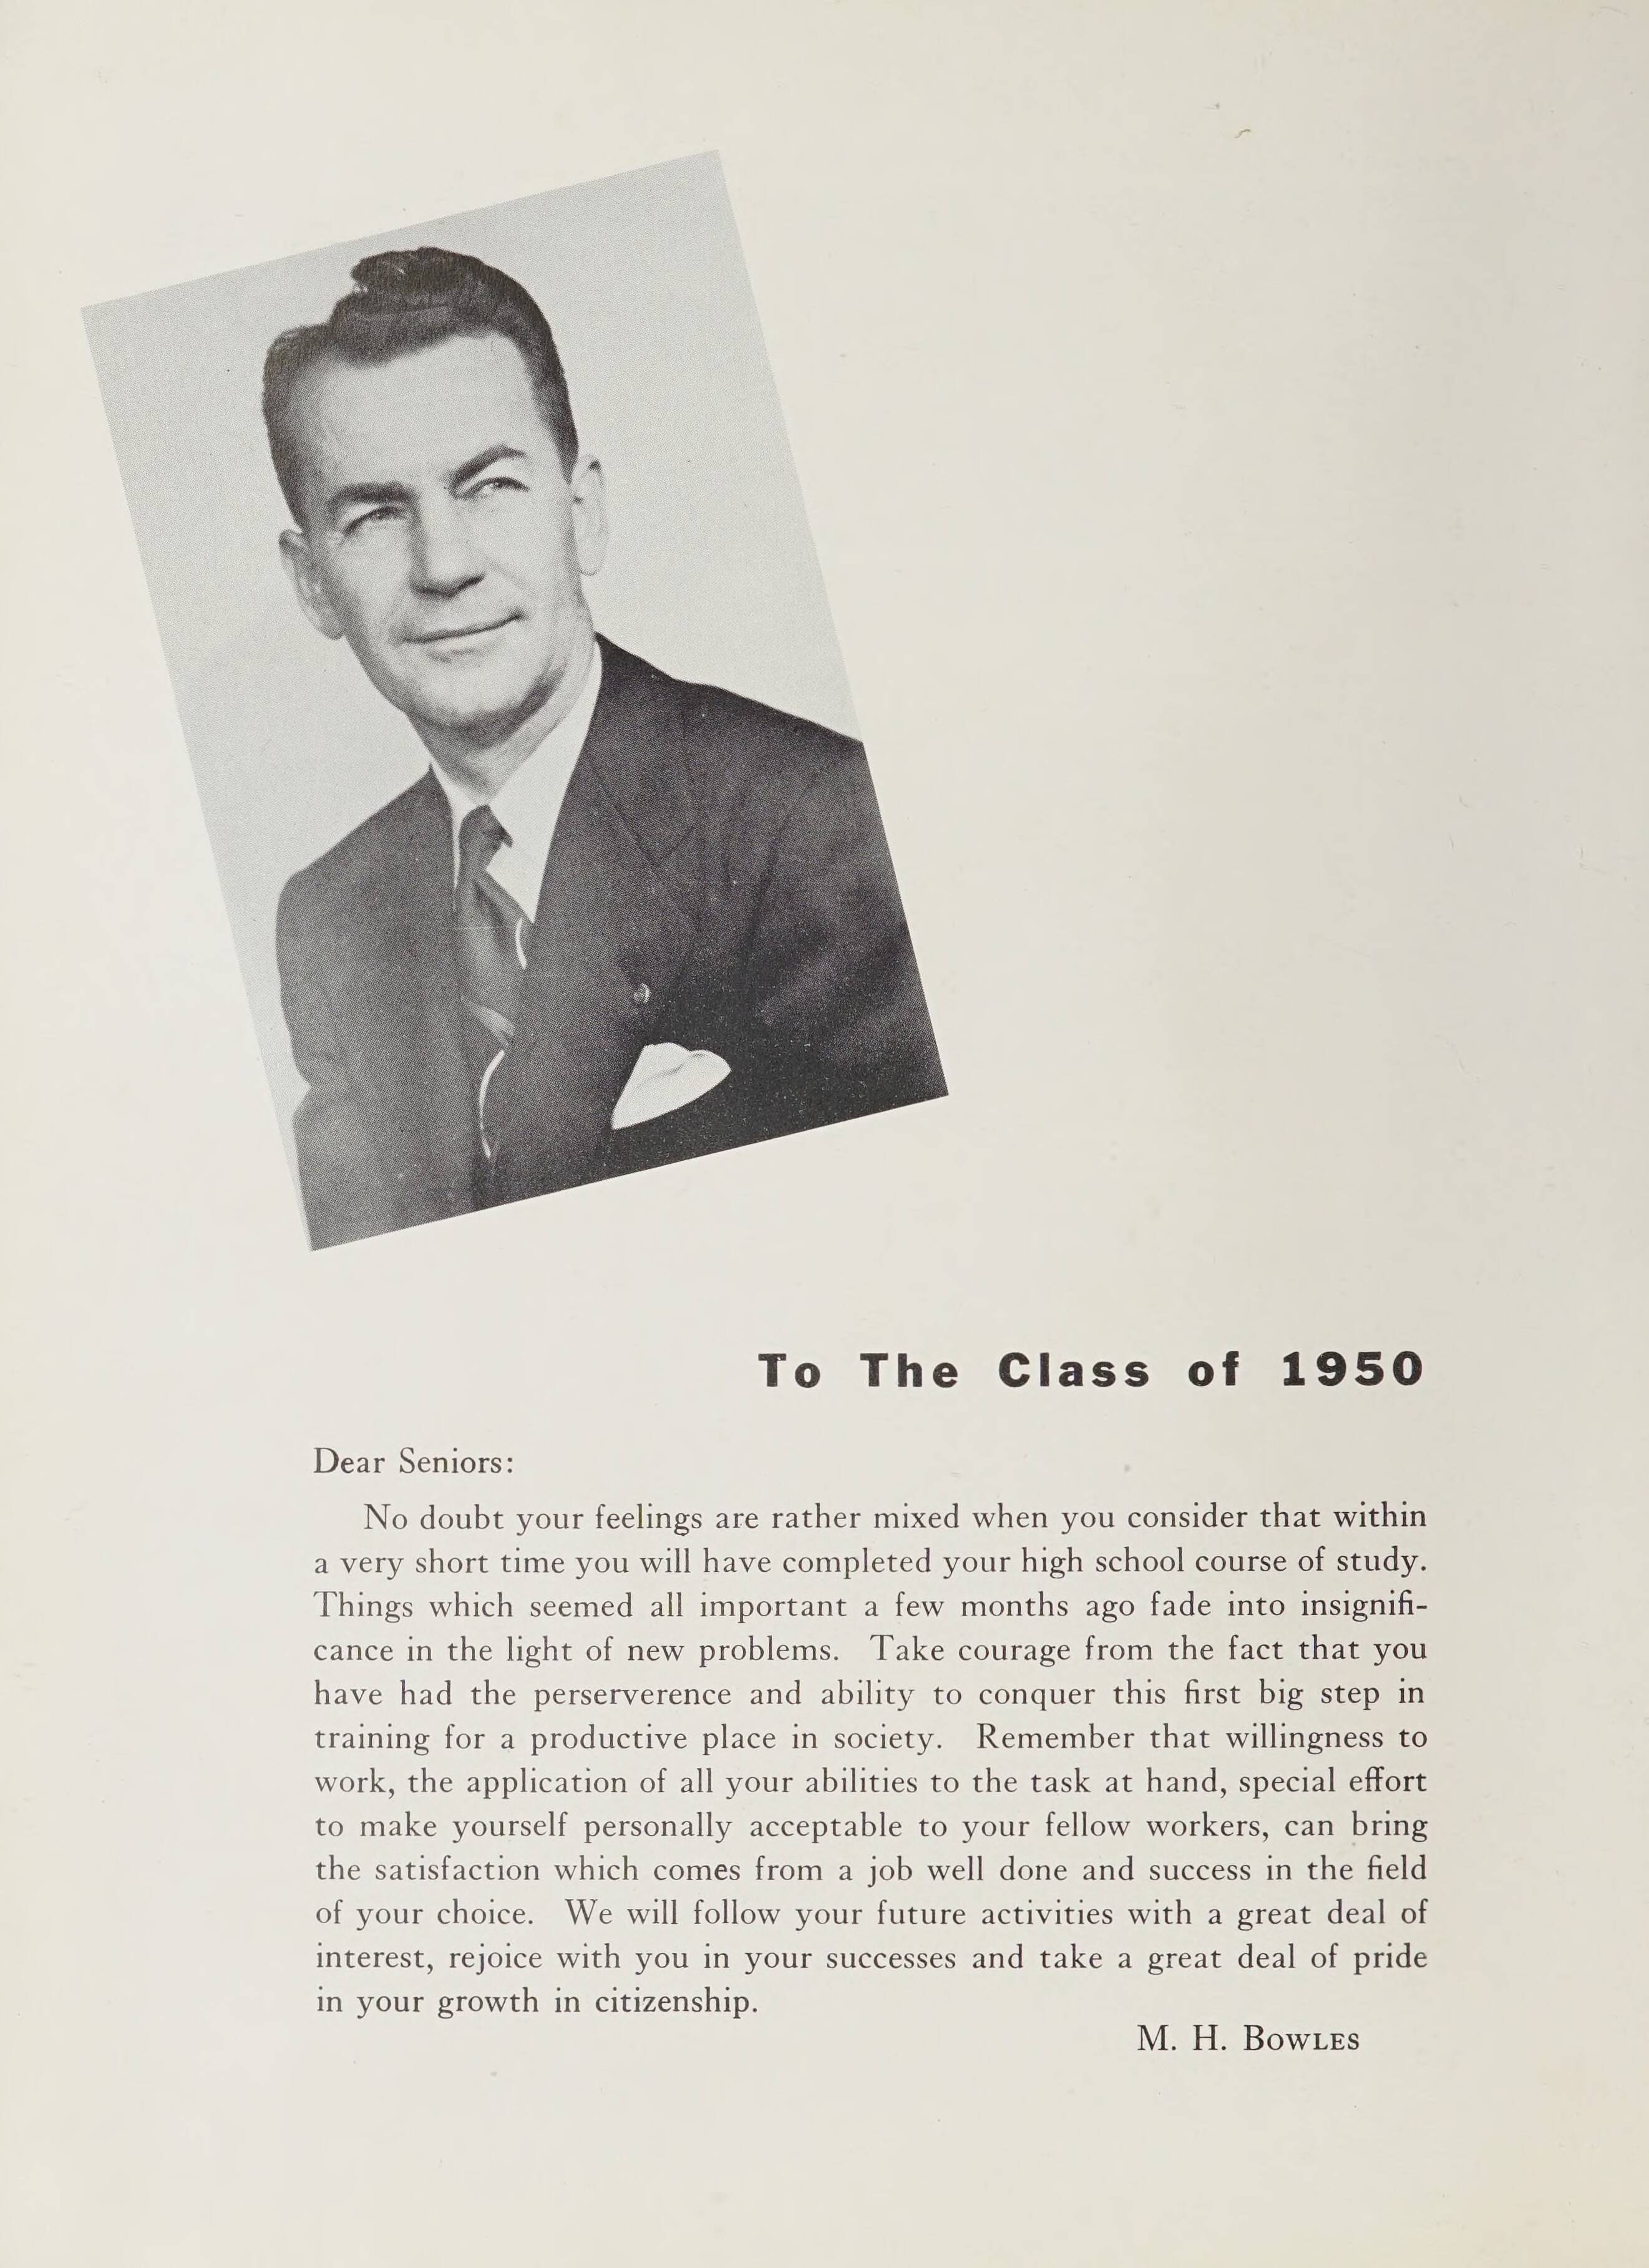 To The Class of 1950
Dear Seniors:
No doubt your feelings are rather mixed when you consider that within
a very short time you will have completed your high school course of study.
Things which seemed all important a few months ago fade into insignifi-
cance in the light of new problems. Take courage from the fact that you
have had the perserverence and ability to conquer this first big step in
training for a productive place in society. Remember that willingness to
work, the application of all your abilities to the task at hand, special effort
to make yourself personally acceptable to your fellow workers, can bring
the satisfaction which comes from a job well done and success in the field
of your choice. We will follow your future activities with a great deal of
interest, rejoice with you in your successes and take a great deal of pride
in your growth in citizenship.
M. H. Bowles